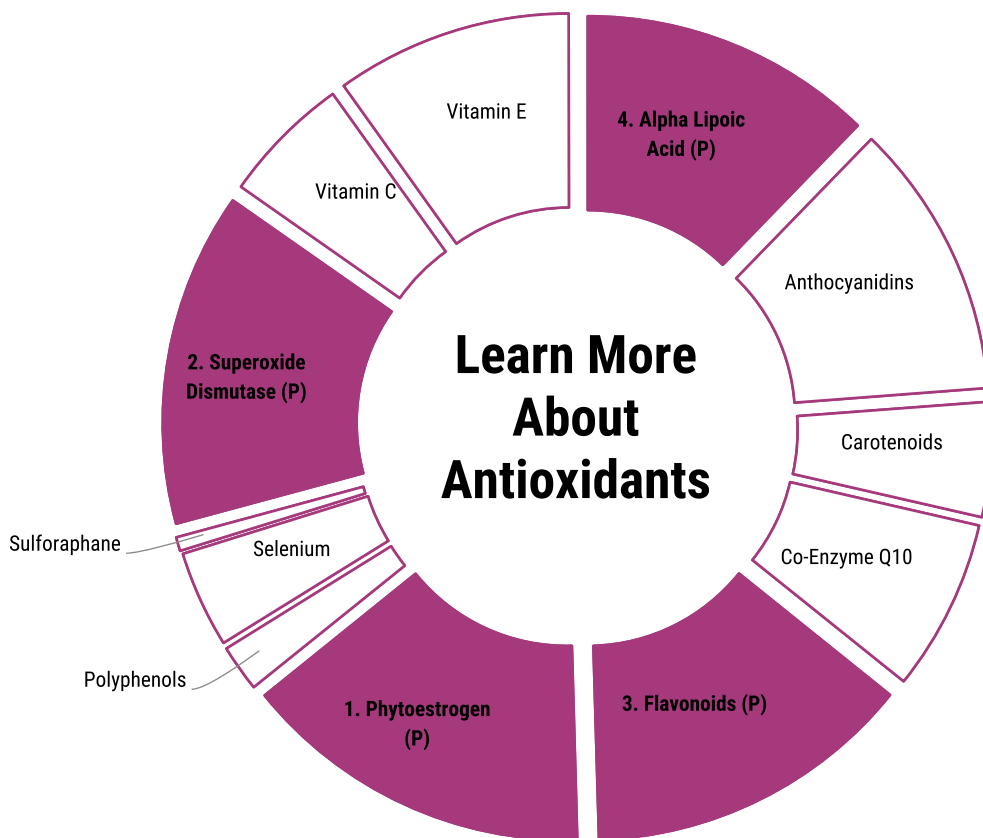 Vitamin E
4. Alpha Lipoic
Acid (P)
Vitamin C
Anthocyanidins
2. Superoxide
Dismutase (P)
Learn More
About
Antioxidants
Carotenoids
Sulforaphane
Selenium
Co-Enzyme Q10
Polyphenols
1. Phytoestrogen
(P)
3. Flavonoids (P)